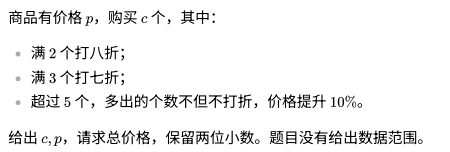 商品有价格 p，购买 c 个，其中：
• 满 2 个打八折；
• 满 3 个打七折；
• 超过 5 个，多出的个数不但不打折，价格提升 10%。
给出 c, p，请求总价格，保留两位小数。题目没有给出数据范围。